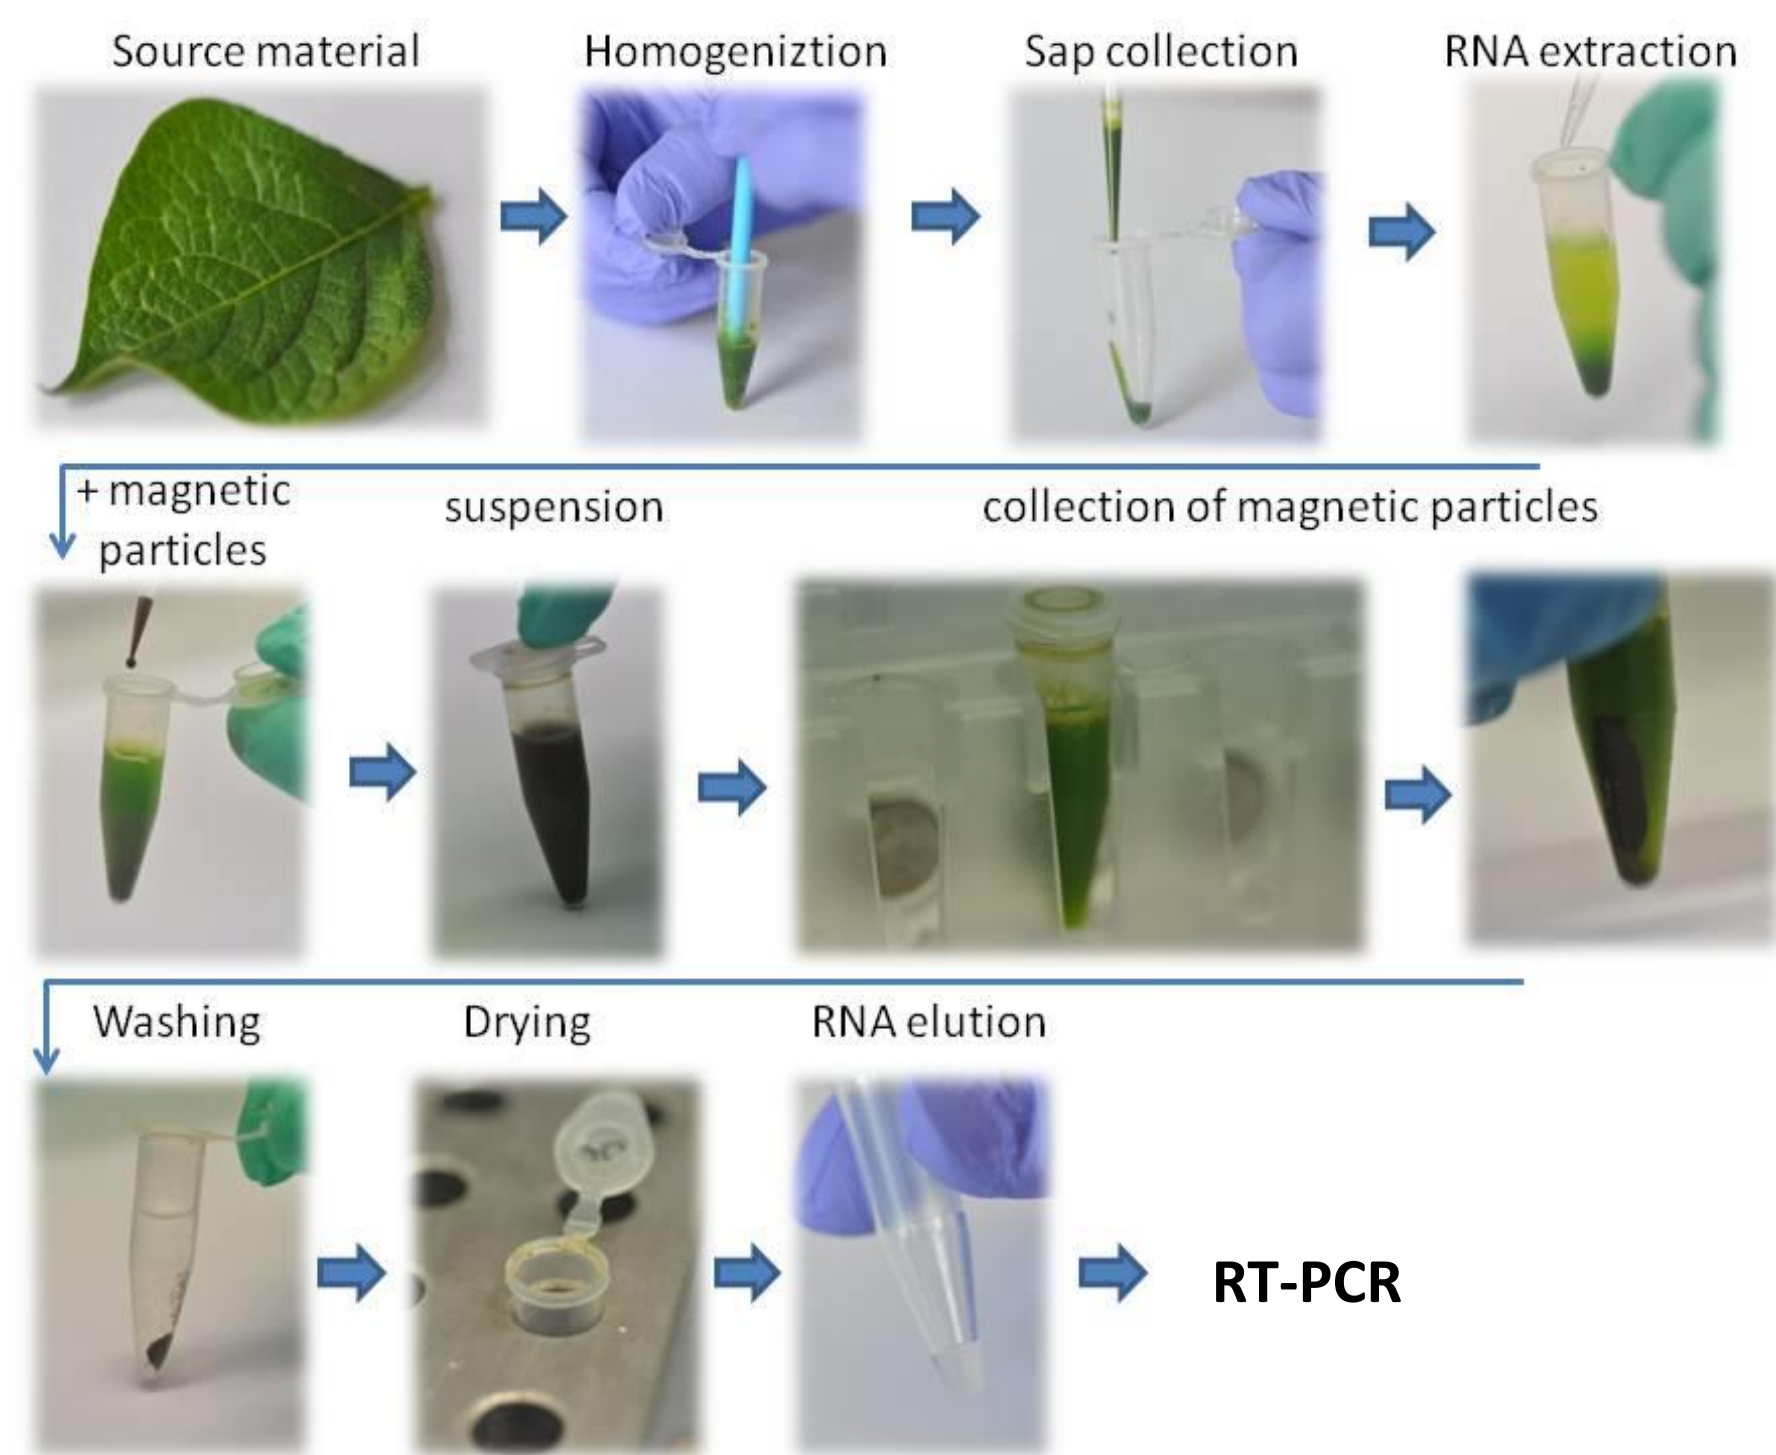 Source material
Homogeniztion
Sap collection
RNA extraction
+ magnetic
particles
suspension
collection of magnetic particles
Washing
Drying
RNA elution
RT-PCR